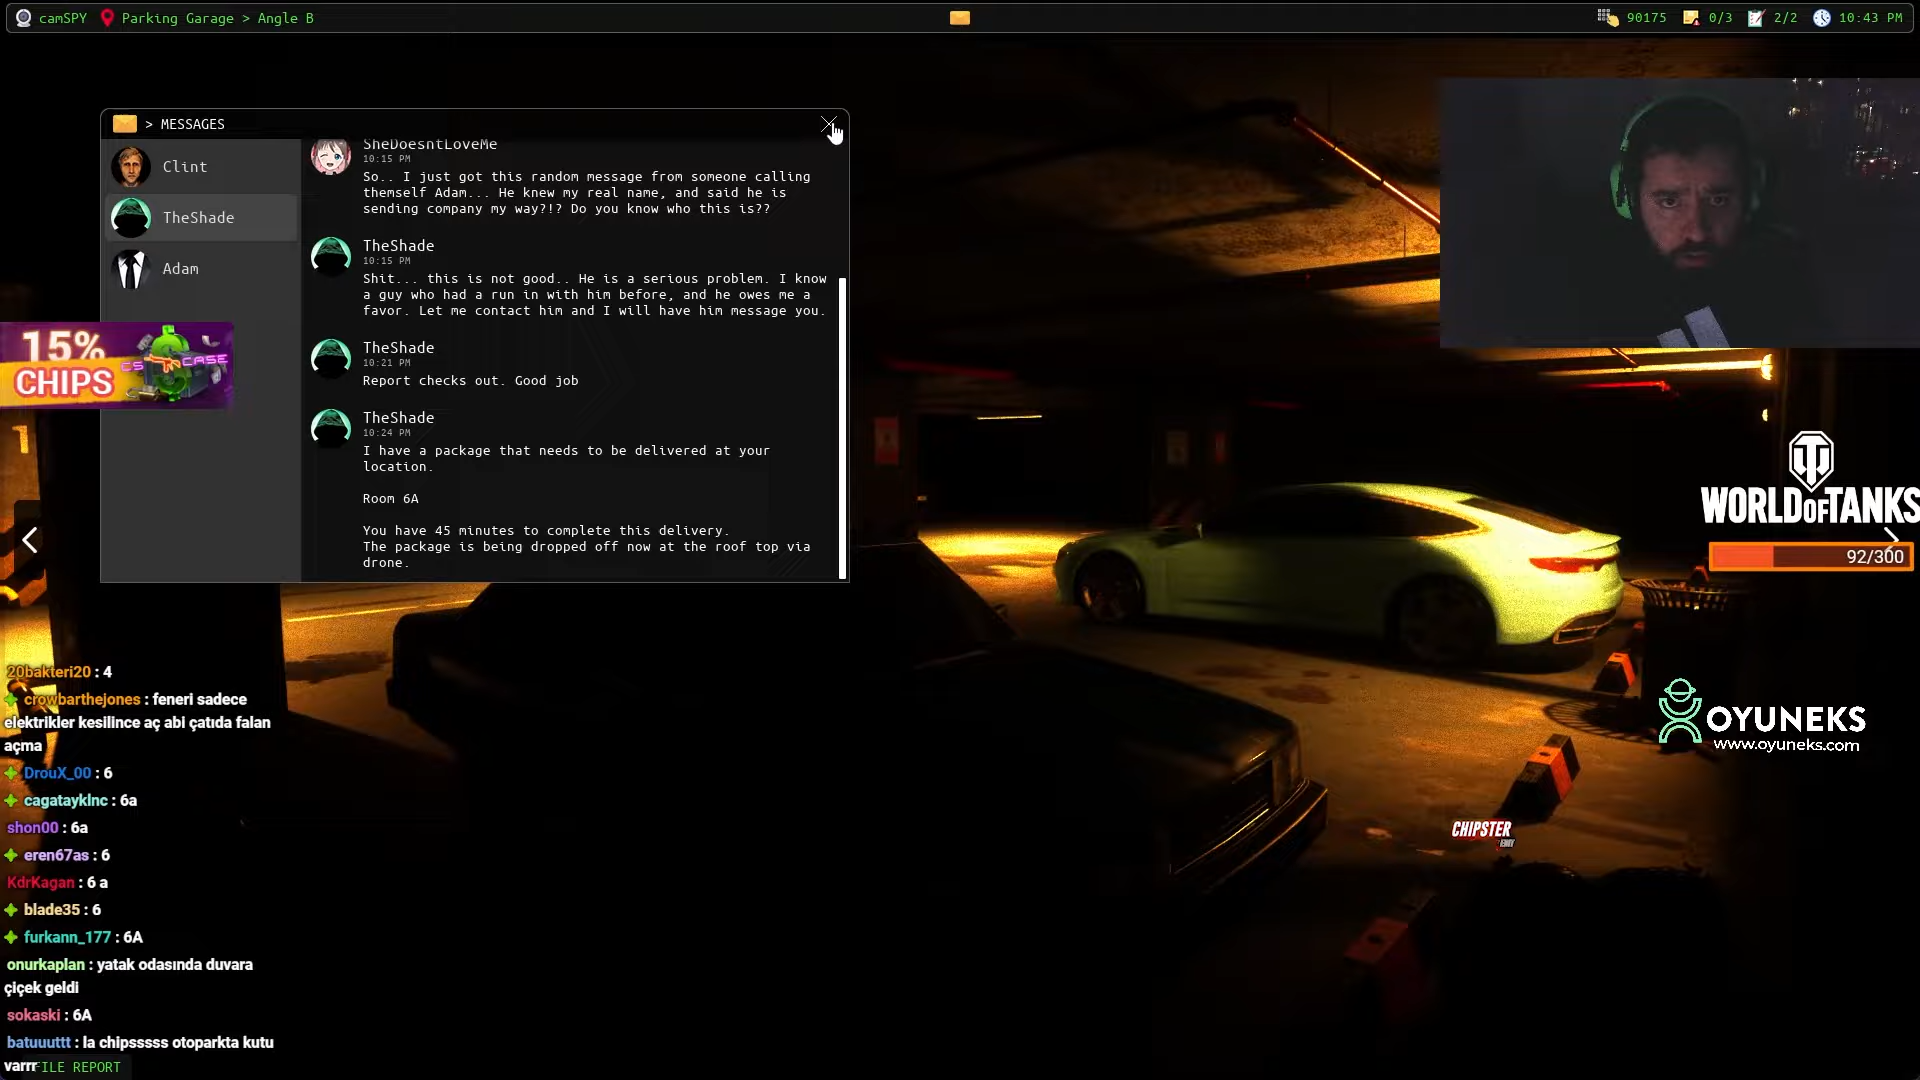 camSPY Parking Garage > Angle B
90175 0/3 2/2 10:43 PM
> MESSAGES
Clint
TheShade
Adam
SheDoesntLoveMe
10:15 PM
So.. I just got this random message from someone calling
themself Adam... He knew my real name, and said he is
sending company my way?!? Do you know who this is??
TheShade
10:15 PM
Shit... this is not good.. He is a serious problem. I know
a guy who had a run in with him before, and he owes me a
favor. Let me contact him and I will have him message you.
TheShade
10:21 PM
Report checks out. Good job
TheShade
10:24 PM
I have a package that needs to be delivered at your
location.
Room 6A
You have 45 minutes to complete this delivery.
The package is being dropped off now at the roof top via
drone.
15%
CHIPS
CS CASE
WORLD OF TANKS
92/300
OYUNEKS
www.oyuneks.com
CHIPSTER
20bakteri20 : 4
crowbarthejones : feneri sadece
elektrikler kesilince aç abi çatıda falan
açma
DrouX_00 : 6
cagatayklnc : 6a
shon00 : 6a
eren67as : 6
KdrKagan : 6 a
blade35 : 6
furkann_177 : 6A
onurkaplan : yatak odasında duvara
çiçek geldi
sokaski : 6A
batuuuttt : la chipsssss otoparkta kutu
varrr
ILE REPORT